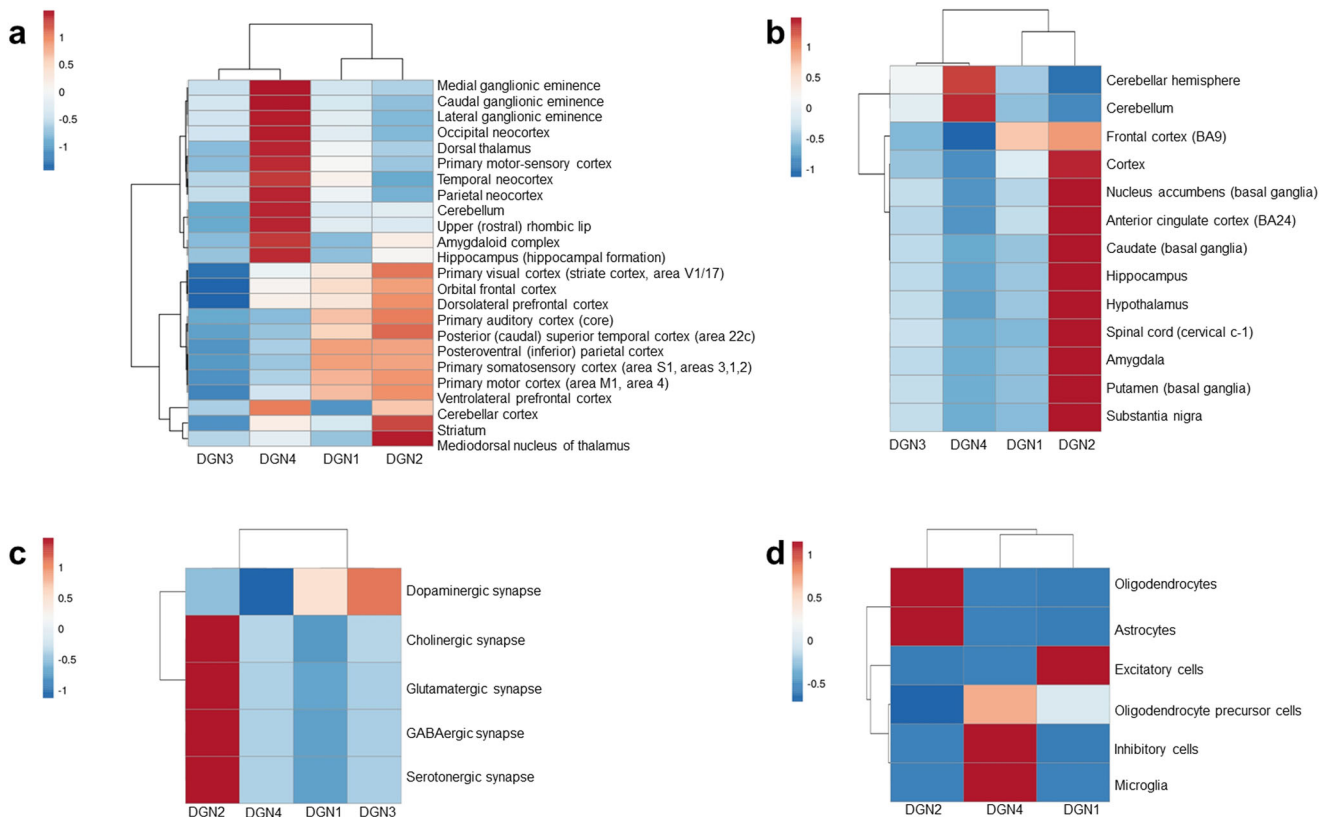 a
1
0.5
0
-0.5
-1
Medial ganglionic eminence
Caudal ganglionic eminence
Lateral ganglionic eminence
Occipital neocortex
Dorsal thalamus
Primary motor-sensory cortex
Temporal neocortex
Parietal neocortex
Cerebellum
Upper (rostral) rhombic lip
Amygdaloid complex
Hippocampus (hippocampal formation)
Primary visual cortex (striate cortex, area V1/17)
Orbital frontal cortex
Dorsolateral prefrontal cortex
Primary auditory cortex (core)
Posterior (caudal) superior temporal cortex (area 22c)
Posteroventral (inferior) parietal cortex
Primary somatosensory cortex (area S1, areas 3,1,2)
Primary motor cortex (area M1, area 4)
Ventrolateral prefrontal cortex
Cerebellar cortex
Striatum
Mediodorsal nucleus of thalamus
DGN3 DGN4 DGN1 DGN2
b
1
0.5
0
-0.5
-1
Cerebellar hemisphere
Cerebellum
Frontal cortex (BA9)
Cortex
Nucleus accumbens (basal ganglia)
Anterior cingulate cortex (BA24)
Caudate (basal ganglia)
Hippocampus
Hypothalamus
Spinal cord (cervical c-1)
Amygdala
Putamen (basal ganglia)
Substantia nigra
DGN3 DGN4 DGN1 DGN2
c
1
0.5
0
-0.5
-1
Dopaminergic synapse
Cholinergic synapse
Glutamatergic synapse
GABAergic synapse
Serotonergic synapse
DGN2 DGN4 DGN1 DGN3
d
1
0.5
0
-0.5
Oligodendrocytes
Astrocytes
Excitatory cells
Oligodendrocyte precursor cells
Inhibitory cells
Microglia
DGN2 DGN4 DGN1